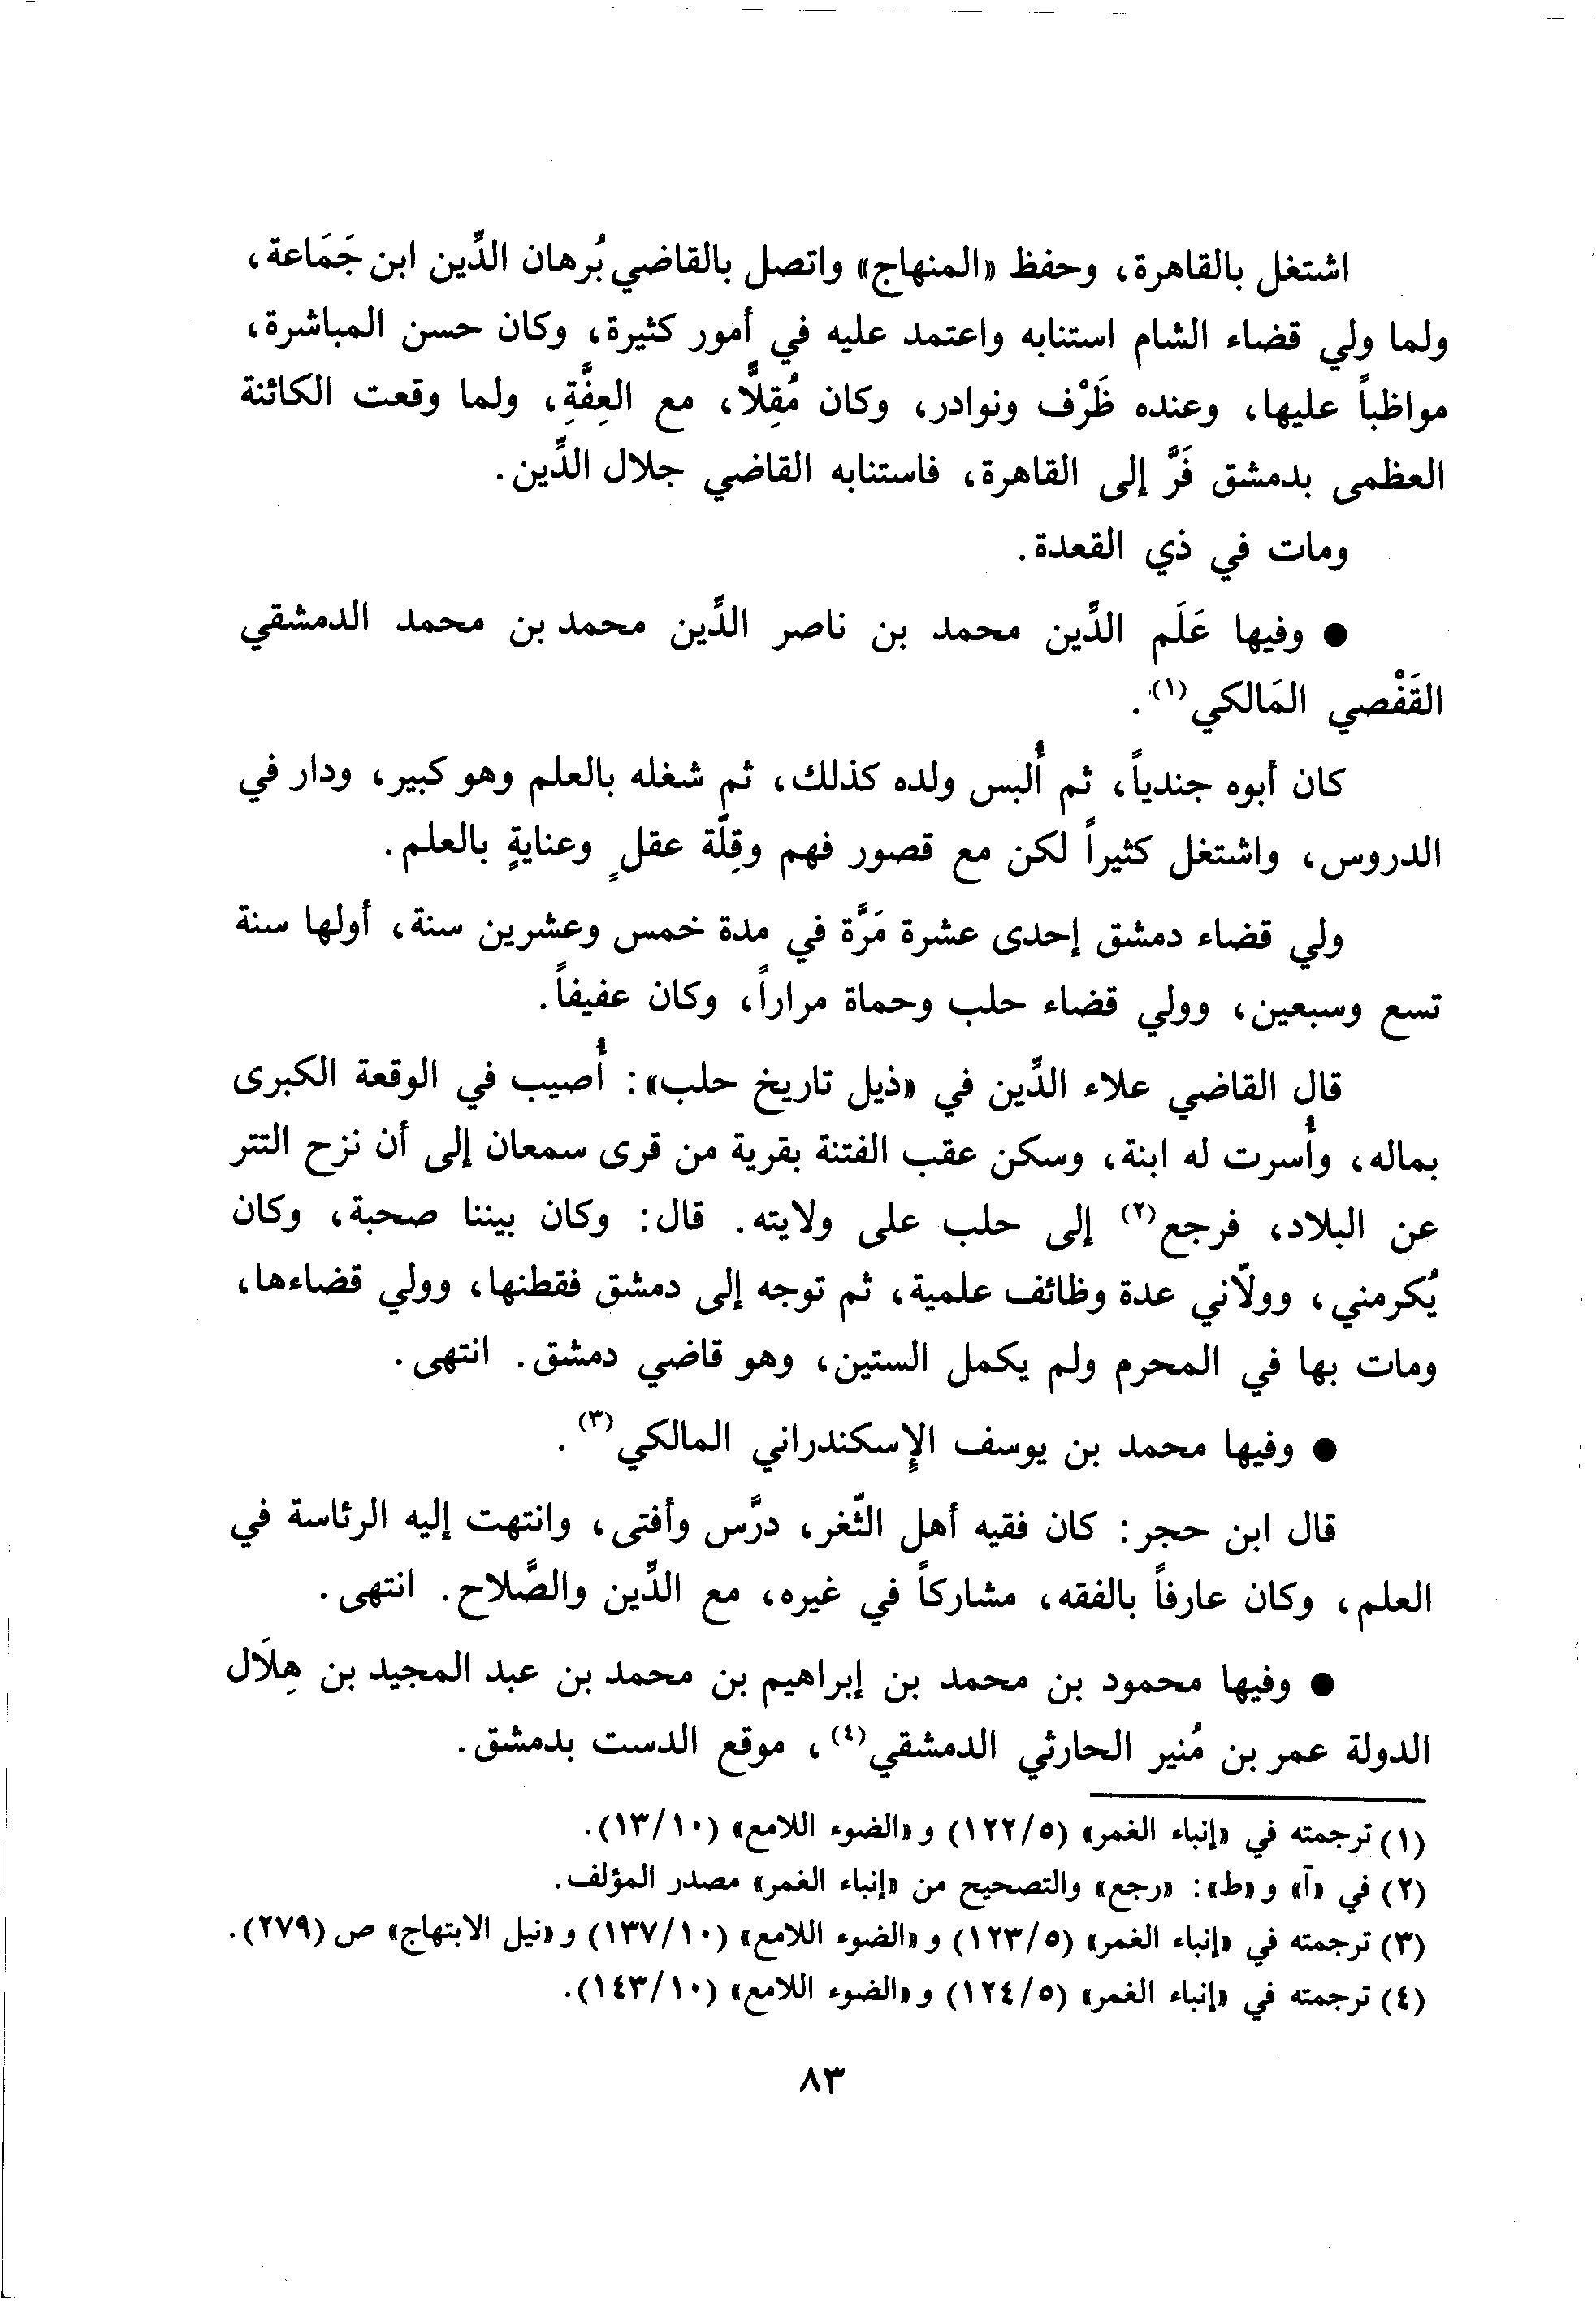 اشتغل بالقاهرة، وحفظ «المنهاج» واتصل بالقاضي بُرهان الدِّين ابن جَمَاعة،
ولما ولي قضاء الشام استنابه واعتمد عليه في أمور كثيرة، وكان حسن المباشرة،
مواظباً عليها، وعنده ظَرْف ونوادر، وكان مُقِلًّا، مع العِفَّةِ، ولما وقعت الكائنة
العظمى بدمشق فَرَّ إلى القاهرة، فاستنابه القاضي جلال الدِّين.
ومات في ذي القعدة.
● وفيها عَلَم الدِّين محمد بن ناصر الدِّين محمد بن محمد الدمشقي
القَفْصي المَالكي(١).
كان أبوه جندياً، ثم أُلبس ولده كذلك، ثم شغله بالعلم وهو كبير، ودار في
الدروس، واشتغل كثيراً لكن مع قصور فهم وقِلّة عقلٍ وعنايةٍ بالعلم.
ولي قضاء دمشق إحدى عشرة مَرَّة في مدة خمس وعشرين سنة، أولها سنة
تسع وسبعين، وولي قضاء حلب وحماة مراراً، وكان عفيفاً.
قال القاضي علاء الدِّين في «ذيل تاريخ حلب»: أُصيب في الوقعة الكبرى
بماله، وأُسرت له ابنة، وسكن عقب الفتنة بقرية من قرى سمعان إلى أن نزح التتر
عن البلاد، فرجع(٢) إلى حلب على ولايته. قال: وكان بيننا صحبة، وكان
يُكرمني، وولّاني عدة وظائف علمية، ثم توجه إلى دمشق فقطنها، وولي قضاءها،
ومات بها في المحرم ولم يكمل الستين، وهو قاضي دمشق. انتهى.
● وفيها محمد بن يوسف الإسكندراني المالكي(٣).
قال ابن حجر: كان فقيه أهل الثّغر، درَّس وأفتى، وانتهت إليه الرئاسة في
العلم، وكان عارفاً بالفقه، مشاركاً في غيره، مع الدِّين والصَّلاح. انتهى.
● وفيها محمود بن محمد بن إبراهيم بن محمد بن عبد المجيد بن هِلَال
الدولة عمر بن مُنير الحارثي الدمشقي(٤)، موقع الدست بدمشق.
(١) ترجمته في «إنباء الغمر» (١٢٢/٥) و«الضوء اللامع» (١٣/١٠).
(٢) في «آ» و«ط»: «رجع» والتصحيح من «إنباء الغمر» مصدر المؤلف.
(٣) ترجمته في «إنباء الغمر» (١٢٣/٥) و«الضوء اللامع» (١٣٧/١٠) و«نيل الابتهاج» ص (٢٧٩).
(٤) ترجمته في «إنباء الغمر» (١٢٤/٥) و«الضوء اللامع» (١٤٣/١٠).
٨٣